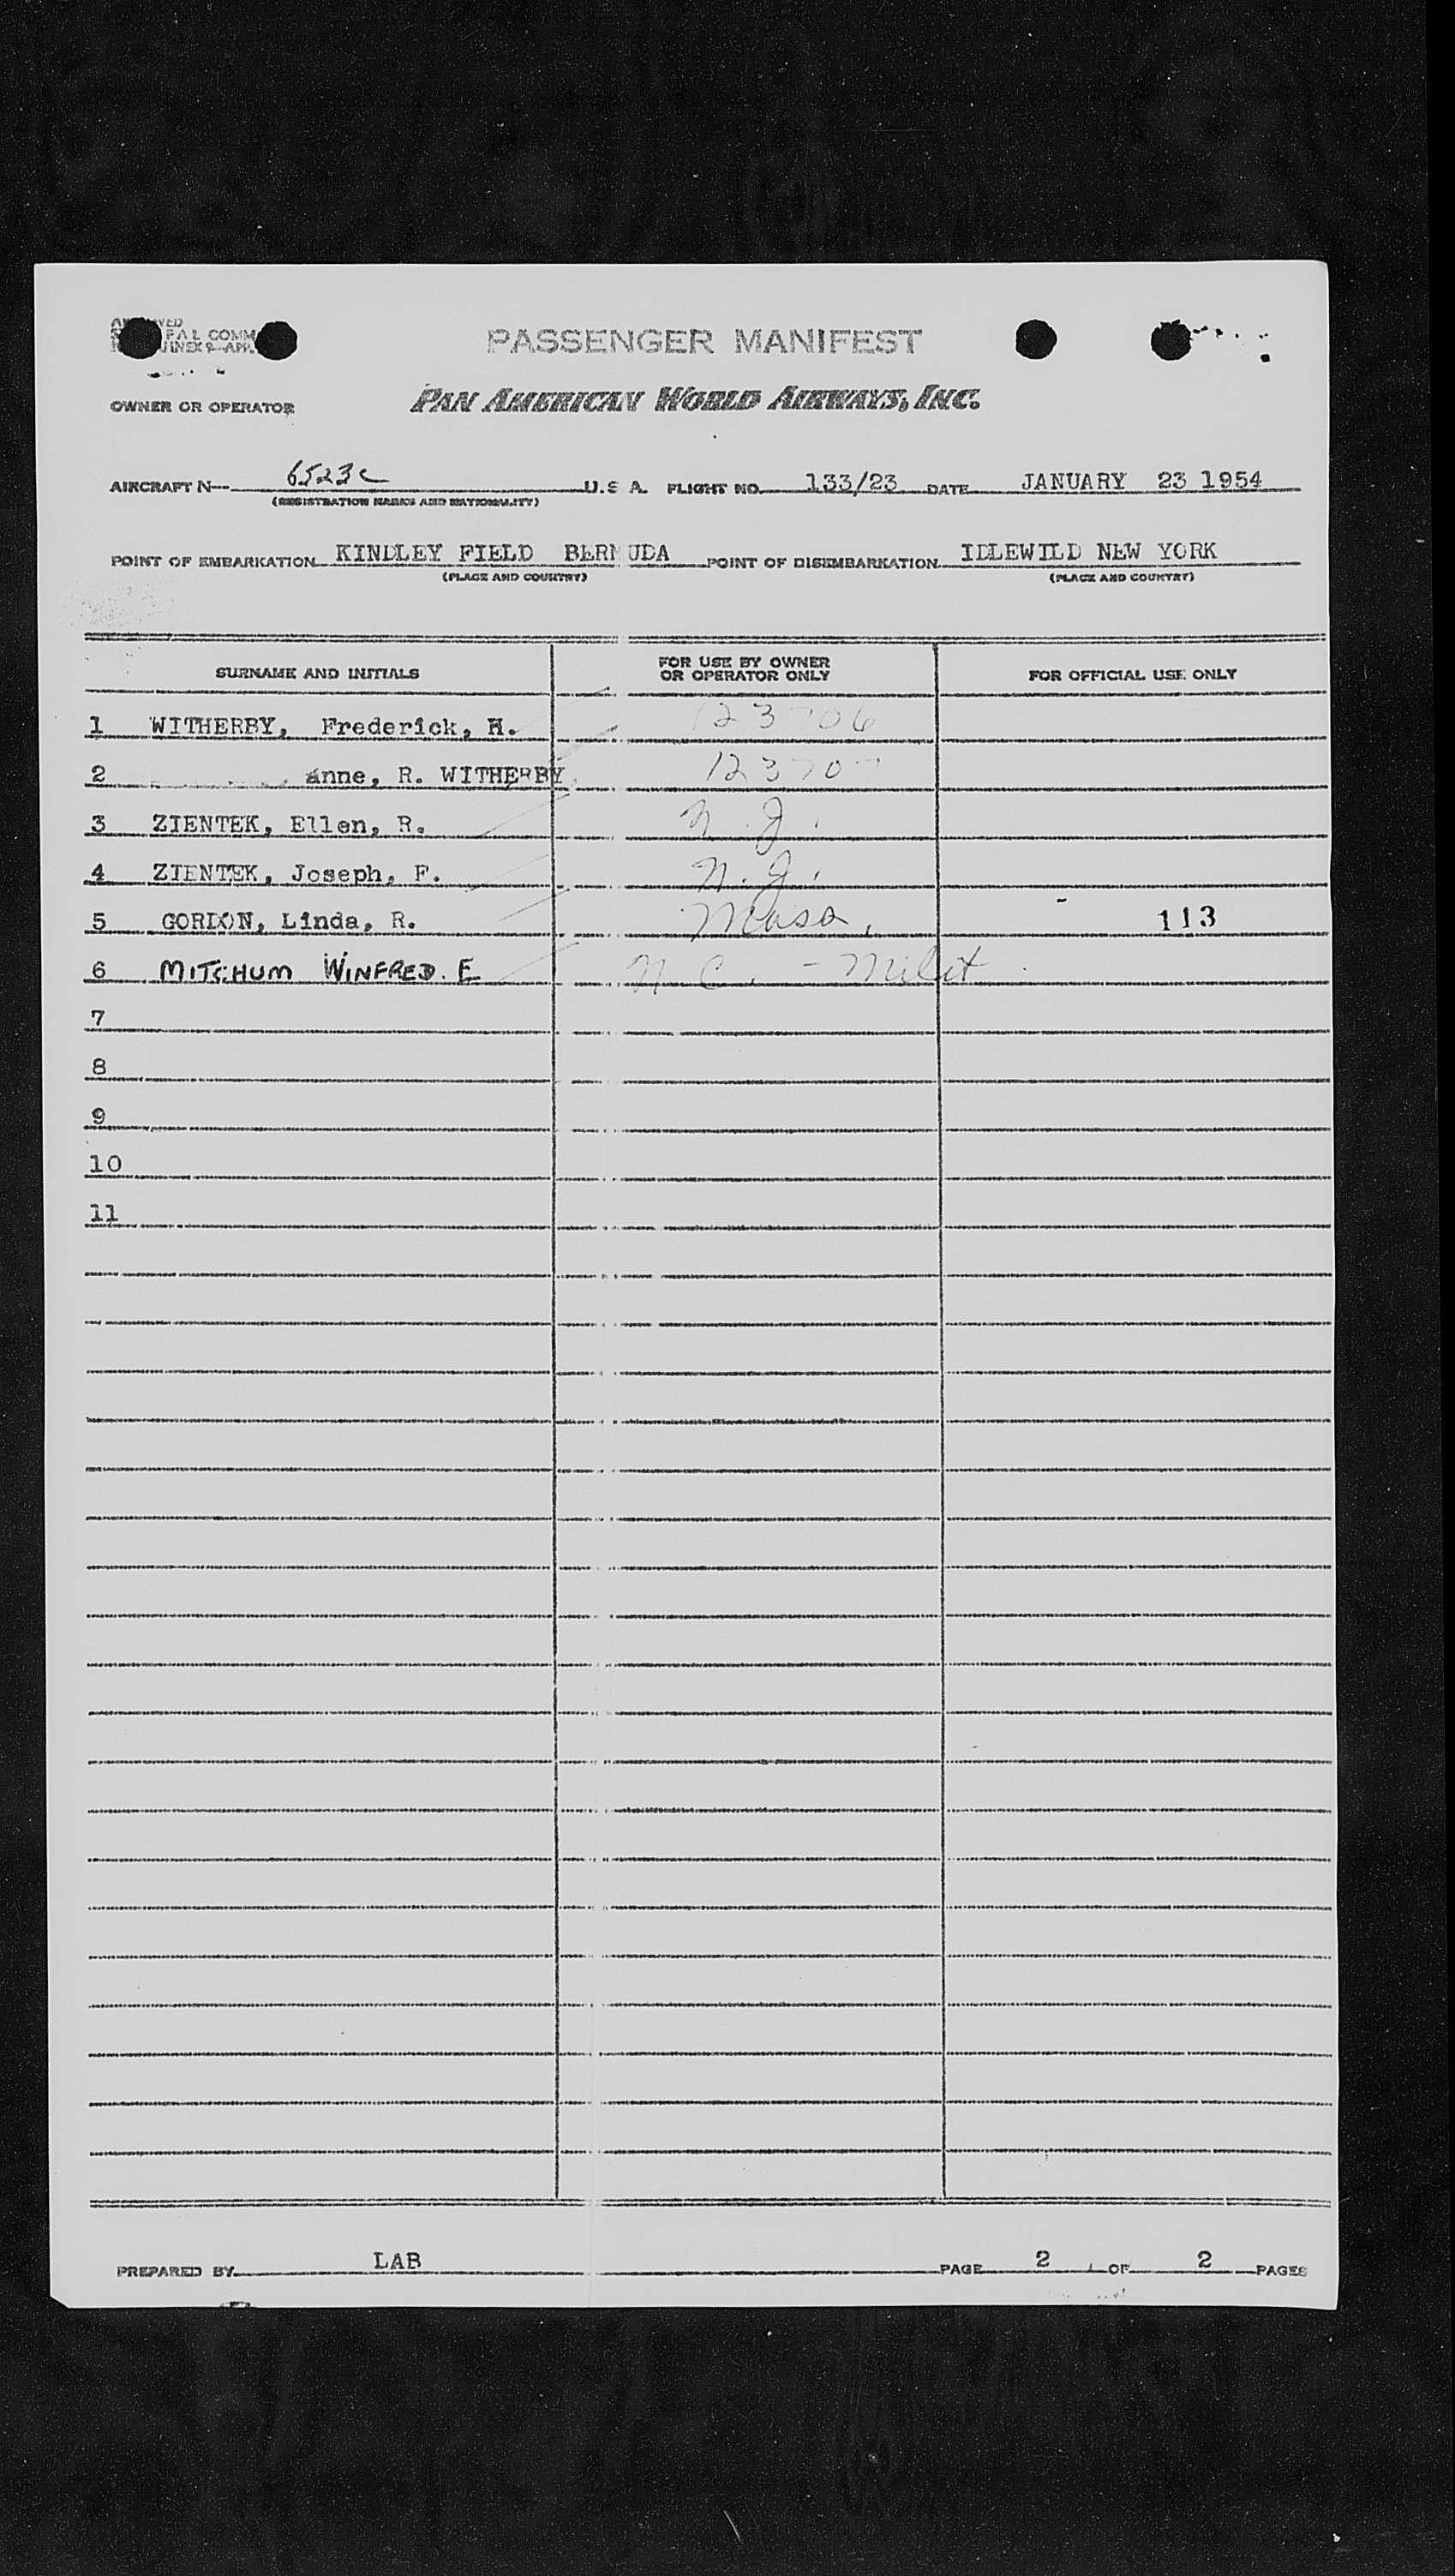 PASSENGER MANIFEST
OWNER OR OPERATOR PAN AMERICAN WORLD AIRWAYS, INC.
AIRCRAFT N— 6523C U.S.A. FLIGHT NO. 133/23 DATE JANUARY 23 1954
(REGISTRATION MARKS AND NATIONALITY)
POINT OF EMBARKATION KINDLEY FIELD BERMUDA POINT OF DISEMBARKATION IDLEWILD NEW YORK
(PLACE AND COUNTRY) (PLACE AND COUNTRY)
SURNAME AND INITIALS FOR USE BY OWNER OR OPERATOR ONLY FOR OFFICIAL USE ONLY
1 WITHERBY, Frederick, H.
2 Anne, R. WITHERBY
3 ZIENTEK, Ellen, R. N.J.
4 ZIENTEK, Joseph, F. N.J.
5 GORDON, Linda, R. Mass. 113
6 MITCHUM WINFRED. E N.C. - Milit
7
8
9
10
11
PREPARED BY LAB PAGE 2 OF 2 PAGES